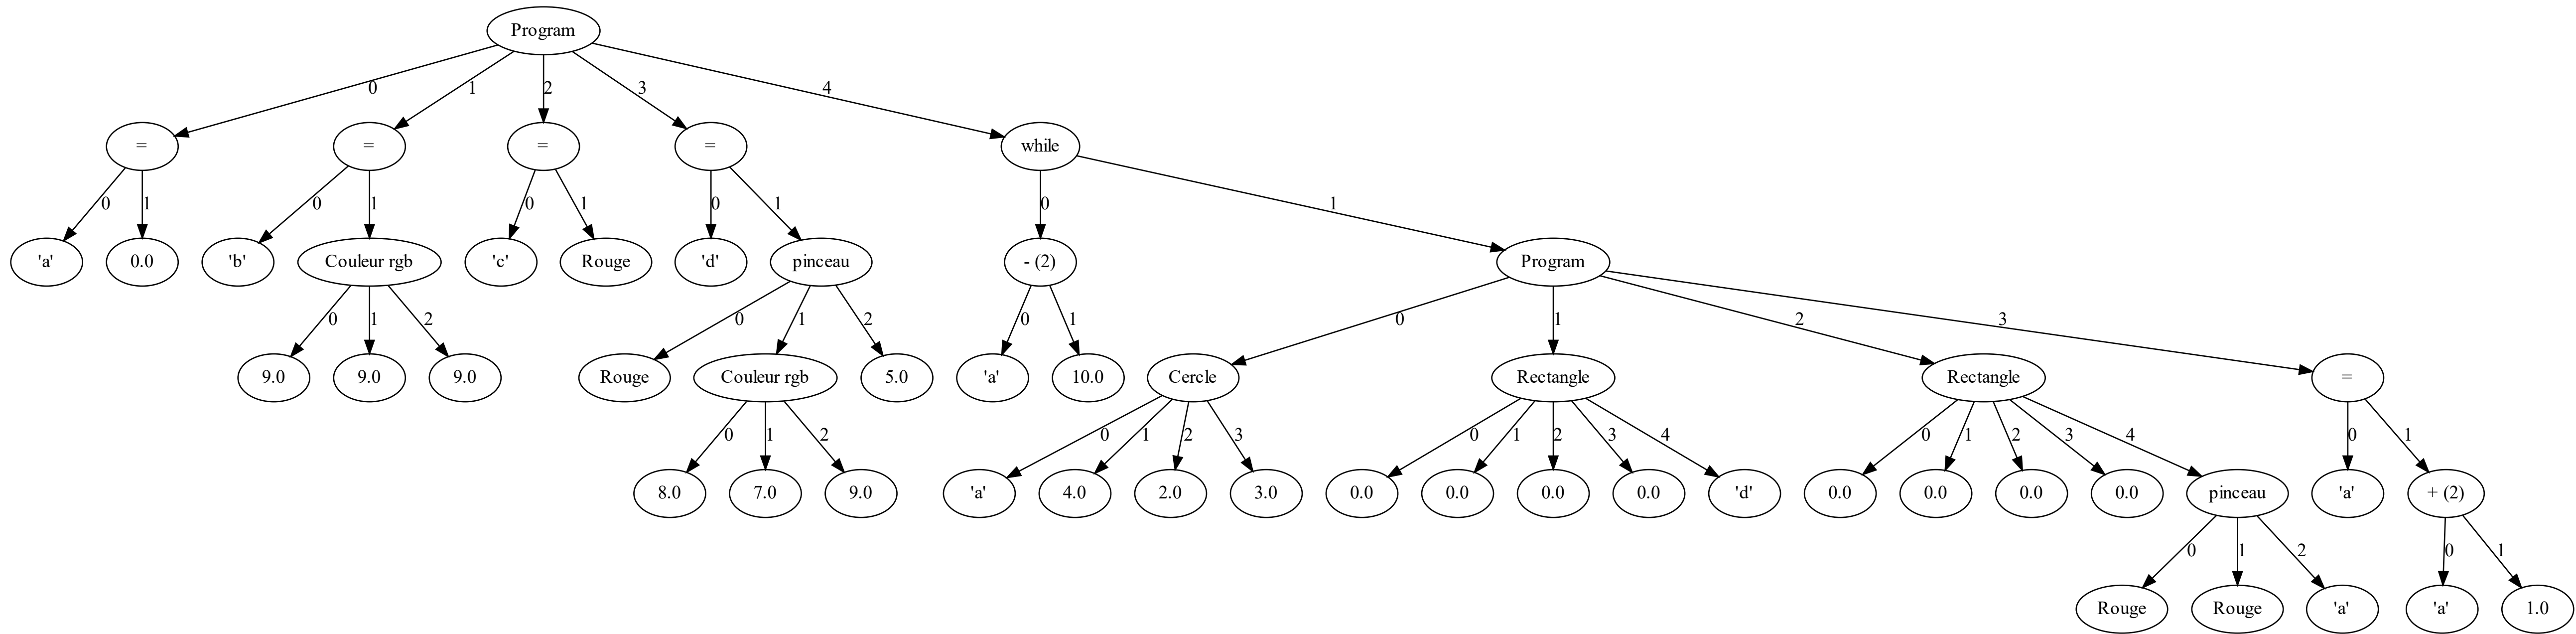 Program
0 1 2 3 4
= = = = while
0 1 0 1 0 1 0 1 0 1
'a' 0.0 'b' Couleur rgb 'c' Rouge 'd' pinceau - (2) Program
0 1 2 0 1 2 0 1 0 1 2 3
9.0 9.0 9.0 Rouge Couleur rgb 5.0 'a' 10.0 Cercle Rectangle Rectangle =
0 1 2 0 1 2 3 0 1 2 3 4 0 1 2 3 4 0 1
8.0 7.0 9.0 'a' 4.0 2.0 3.0 0.0 0.0 0.0 0.0 'd' 0.0 0.0 0.0 0.0 pinceau 'a' + (2)
0 1 2 0 1
Rouge Rouge 'a' 'a' 1.0